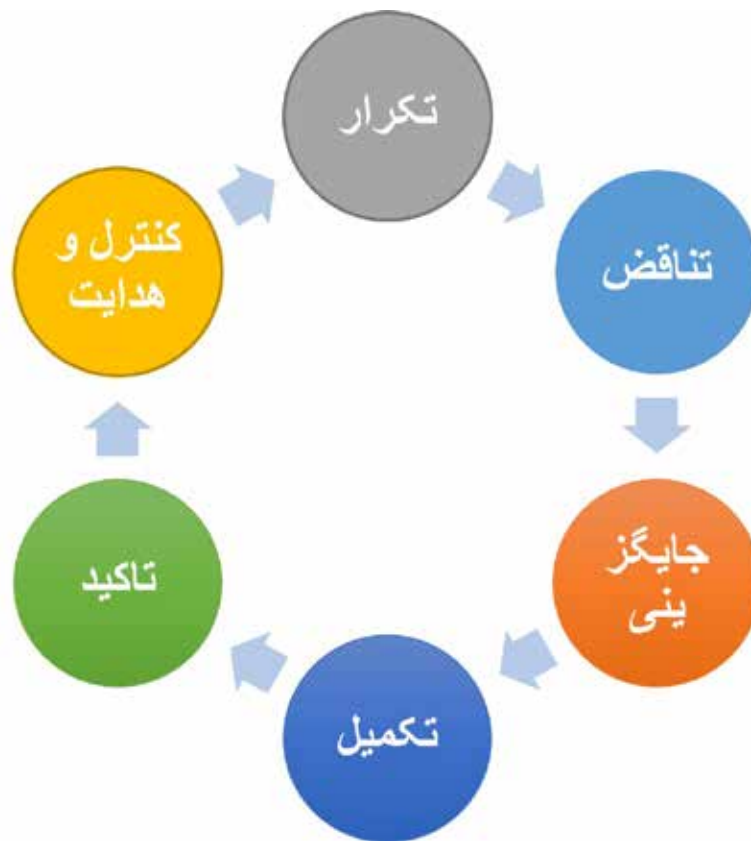 تکرار
تناقض
جایگز
ینی
تکمیل
تاکید
کنترل و
هدایت